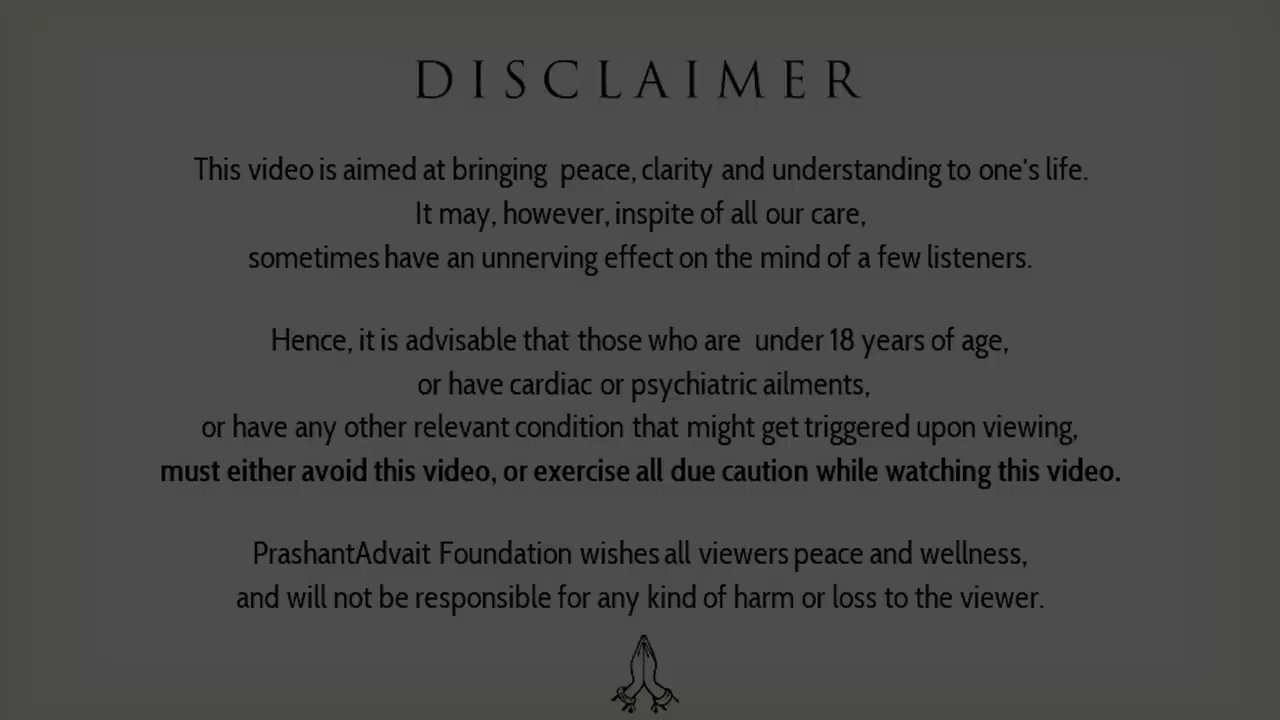 DISCLAIMER
This video is aimed at bringing peace, clarity and understanding to one's life.
It may, however, inspite of all our care,
sometimes have an unnerving effect on the mind of a few listeners.
Hence, it is advisable that those who are under 18 years of age,
or have cardiac or psychiatric ailments,
or have any other relevant condition that might get triggered upon viewing,
must either avoid this video, or exercise all due caution while watching this video.
PrashantAdvait Foundation wishes all viewers peace and wellness,
and will not be responsible for any kind of harm or loss to the viewer.